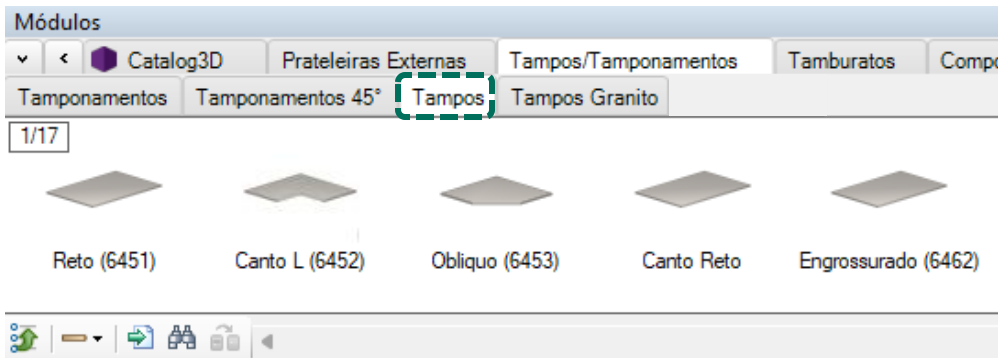 Módulos
Catalog3D Prateleiras Externas Tampos/Tamponamentos Tamburatos Compo
Tamponamentos Tamponamentos 45° Tampos Tampos Granito
1/17
Reto (6451) Canto L (6452) Obliquo (6453) Canto Reto Engrossurado (6462)